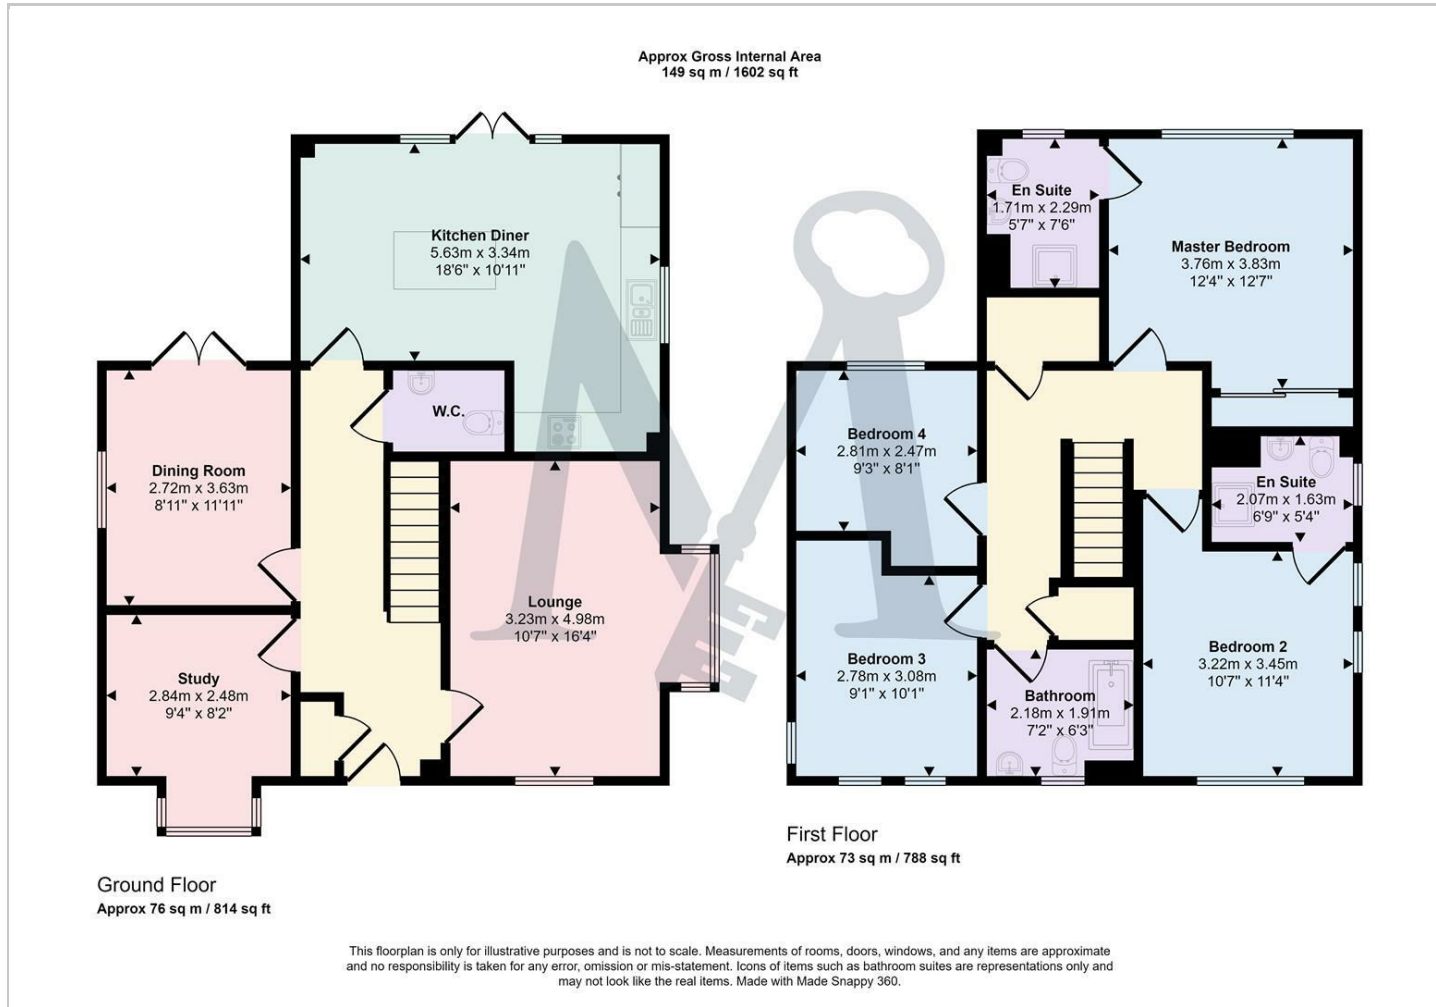 Approx Gross Internal Area
149 sq m / 1602 sq ft
Kitchen Diner
5.63m x 3.34m
18'6" x 10'11"
W.C.
Dining Room
2.72m x 3.63m
8'11" x 11'11"
Lounge
3.23m x 4.98m
10'7" x 16'4"
Study
2.84m x 2.48m
9'4" x 8'2"
Ground Floor
Approx 76 sq m / 814 sq ft
En Suite
1.71m x 2.29m
5'7" x 7'6"
Master Bedroom
3.76m x 3.83m
12'4" x 12'7"
Bedroom 4
2.81m x 2.47m
9'3" x 8'1"
En Suite
2.07m x 1.63m
6'9" x 5'4"
Bedroom 3
2.78m x 3.08m
9'1" x 10'1"
Bathroom
2.18m x 1.91m
7'2" x 6'3"
Bedroom 2
3.22m x 3.45m
10'7" x 11'4"
First Floor
Approx 73 sq m / 788 sq ft
This floorplan is only for illustrative purposes and is not to scale. Measurements of rooms, doors, windows, and any items are approximate
and no responsibility is taken for any error, omission or mis-statement. Icons of items such as bathroom suites are representations only and
may not look like the real items. Made with Made Snappy 360.